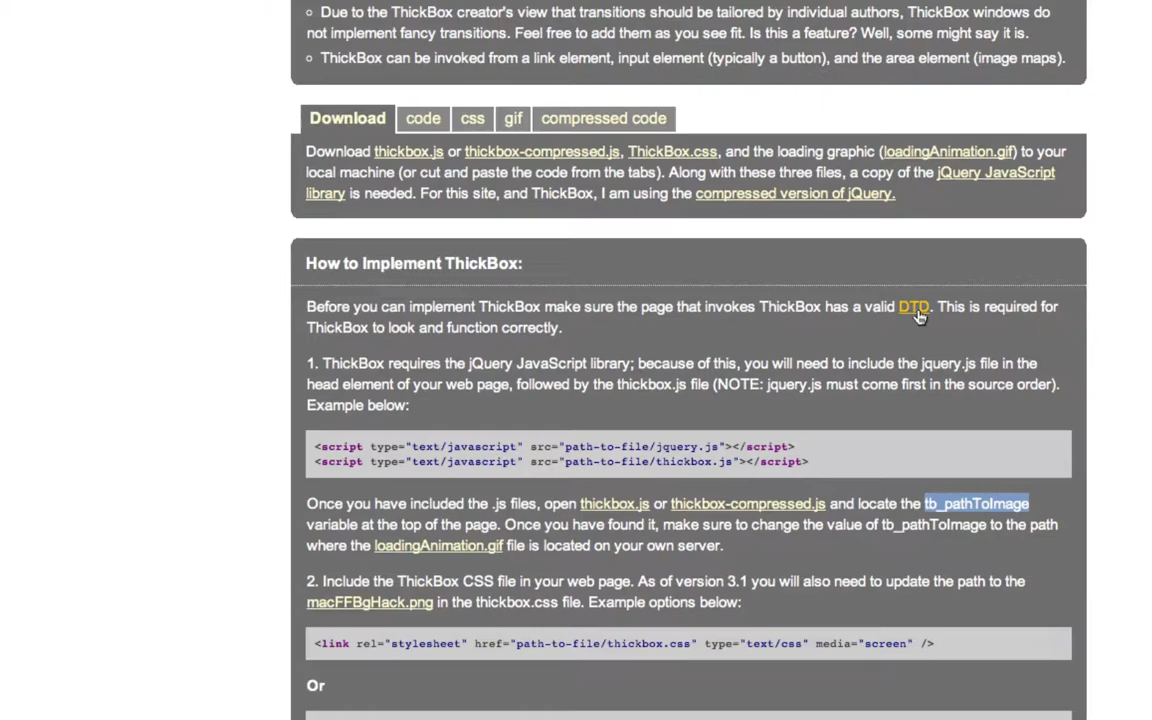 Due to the ThickBox creator's view that transitions should be tailored by individual authors, ThickBox windows do
not implement fancy transitions. Feel free to add them as you see fit. Is this a feature? Well, some might say it is.
ThickBox can be invoked from a link element, input element (typically a button), and the area element (image maps).
Download code css gif compressed code
Download thickbox.js or thickbox-compressed.js, ThickBox.css, and the loading graphic (loadingAnimation.gif) to your
local machine (or cut and paste the code from the tabs). Along with these three files, a copy of the jQuery JavaScript
library is needed. For this site, and ThickBox, I am using the compressed version of jQuery.
How to Implement ThickBox:
Before you can implement ThickBox make sure the page that invokes ThickBox has a valid DTD. This is required for
ThickBox to look and function correctly.
1. ThickBox requires the jQuery JavaScript library; because of this, you will need to include the jquery.js file in the
head element of your web page, followed by the thickbox.js file (NOTE: jquery.js must come first in the source order).
Example below:
<script type="text/javascript" src="path-to-file/jquery.js"></script>
<script type="text/javascript" src="path-to-file/thickbox.js"></script>
Once you have included the .js files, open thickbox.js or thickbox-compressed.js and locate the tb_pathToImage
variable at the top of the page. Once you have found it, make sure to change the value of tb_pathToImage to the path
where the loadingAnimation.gif file is located on your own server.
2. Include the ThickBox CSS file in your web page. As of version 3.1 you will also need to update the path to the
macFFBgHack.png in the thickbox.css file. Example options below:
<link rel="stylesheet" href="path-to-file/thickbox.css" type="text/css" media="screen" />
Or